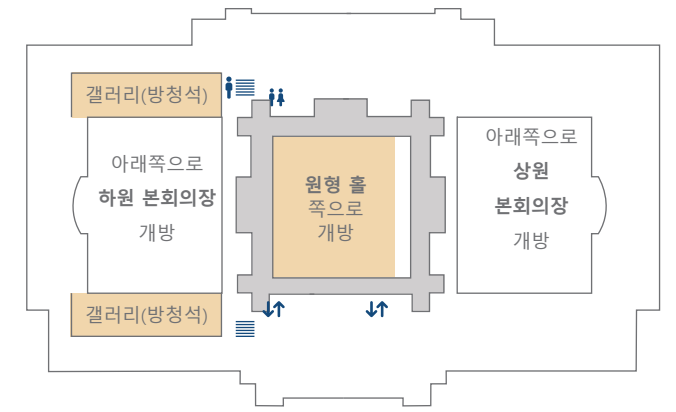 갤러리(방청석)
아래쪽으로
하원 본회의장
개방
갤러리(방청석)
원형 홀
쪽으로
개방
아래쪽으로
상원
본회의장
개방